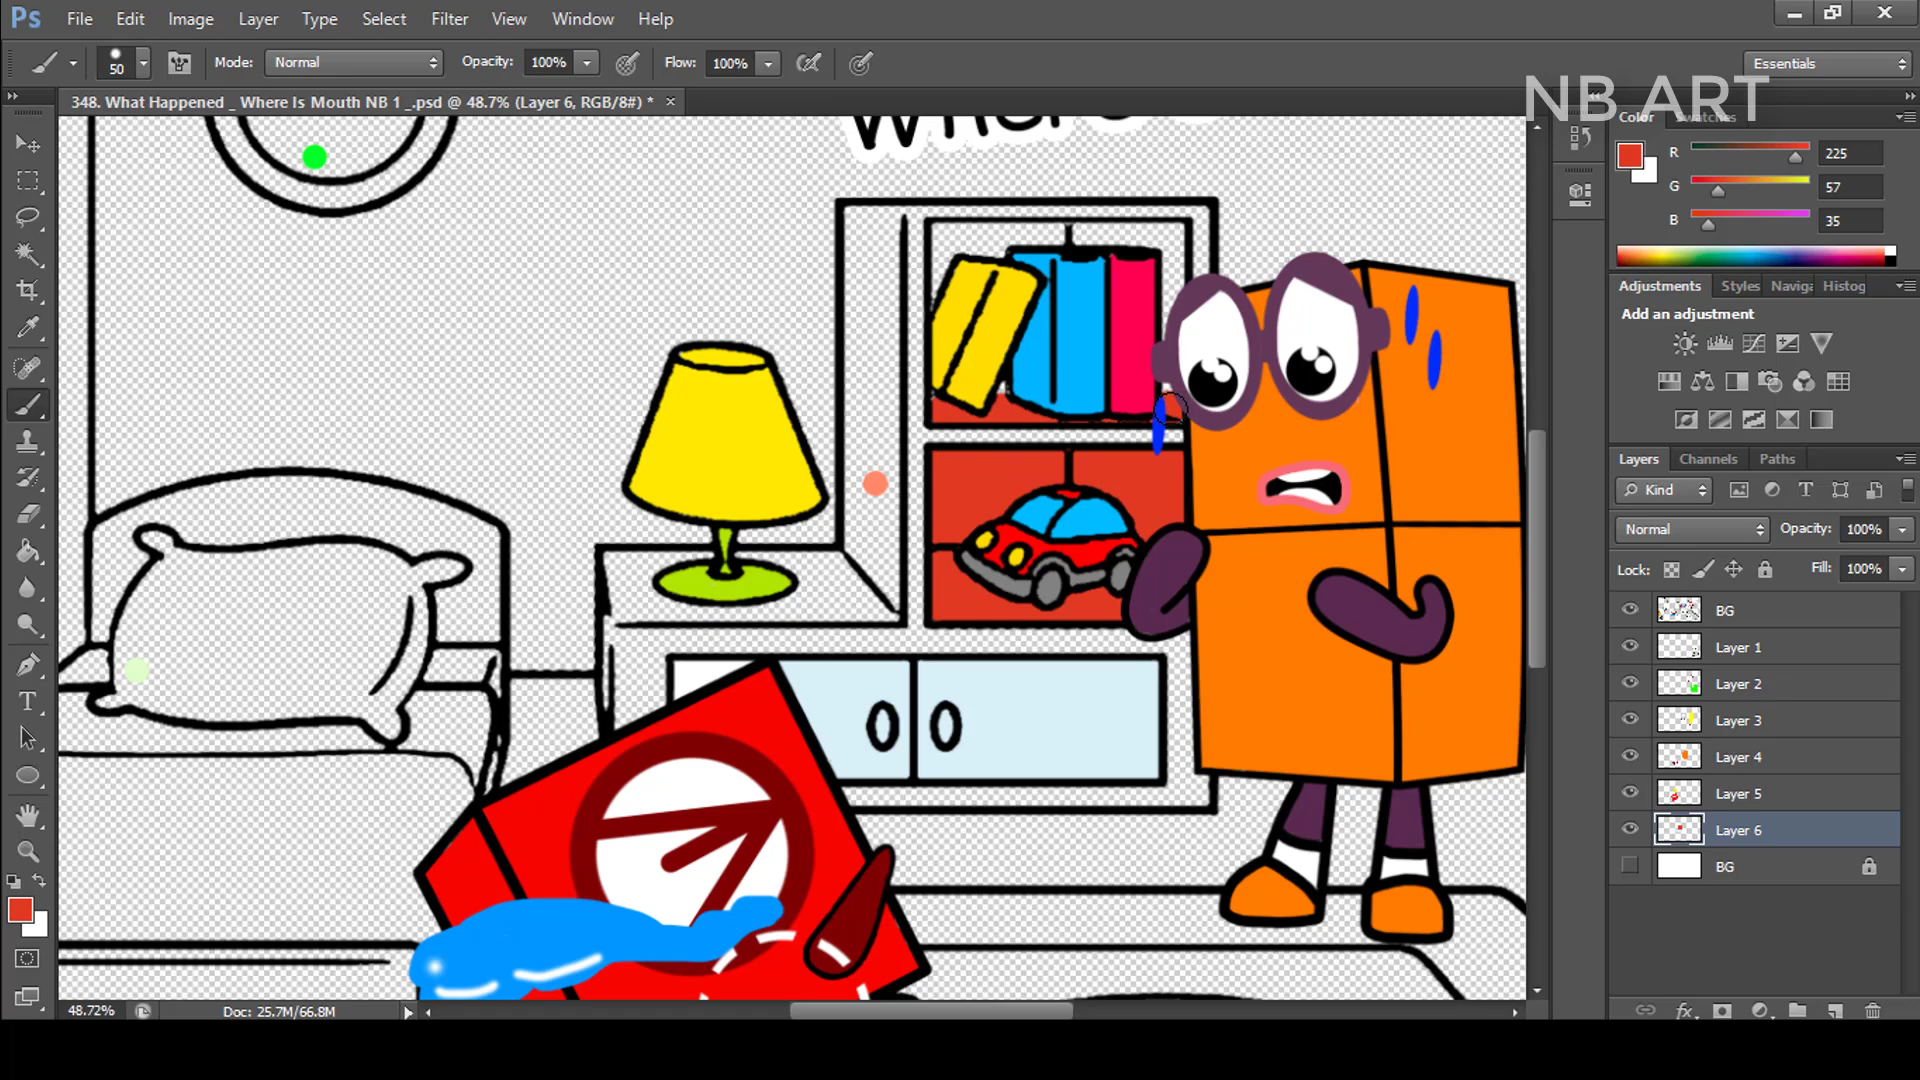 Ps File Edit Image Layer Type Select Filter View Window Help
50 Mode: Normal Opacity: 100% Flow: 100% Essentials
NB ART
348. What Happened _ Where Is Mouth NB 1 _.psd @ 48.7% (Layer 6, RGB/8#) *
Color Swatches
R 225
G 57
B 35
Adjustments Styles Naviga Histog
Add an adjustment
Layers Channels Paths
Kind
Normal Opacity: 100%
Lock: Fill: 100%
BG
Layer 1
Layer 2
Layer 3
Layer 4
Layer 5
Layer 6
BG
Where
48.72% Doc: 25.7M/66.8M